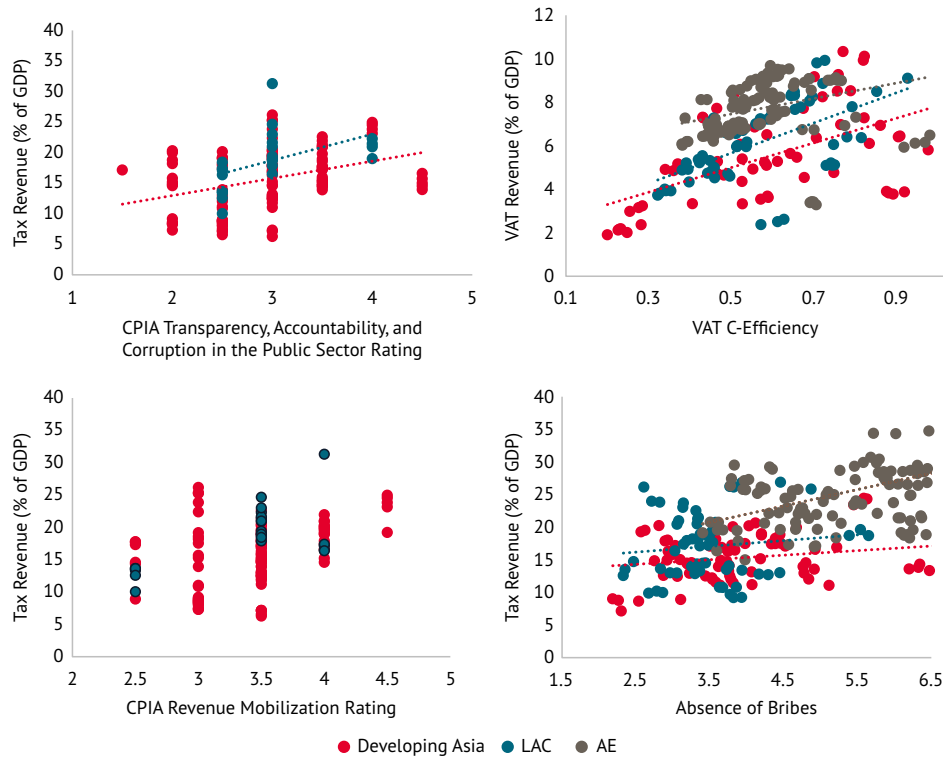 40
35
30
25
20
15
10
5
0
Tax Revenue (% of GDP)
1 2 3 4 5
CPIA Transparency, Accountability, and
Corruption in the Public Sector Rating
12
10
8
6
4
2
0
VAT Revenue (% of GDP)
0.1 0.3 0.5 0.7 0.9
VAT C-Efficiency
40
35
30
25
20
15
10
5
0
Tax Revenue (% of GDP)
2 2.5 3 3.5 4 4.5 5
CPIA Revenue Mobilization Rating
40
35
30
25
20
15
10
5
0
Tax Revenue (% of GDP)
1.5 2.5 3.5 4.5 5.5 6.5
Absence of Bribes
Developing Asia LAC AE